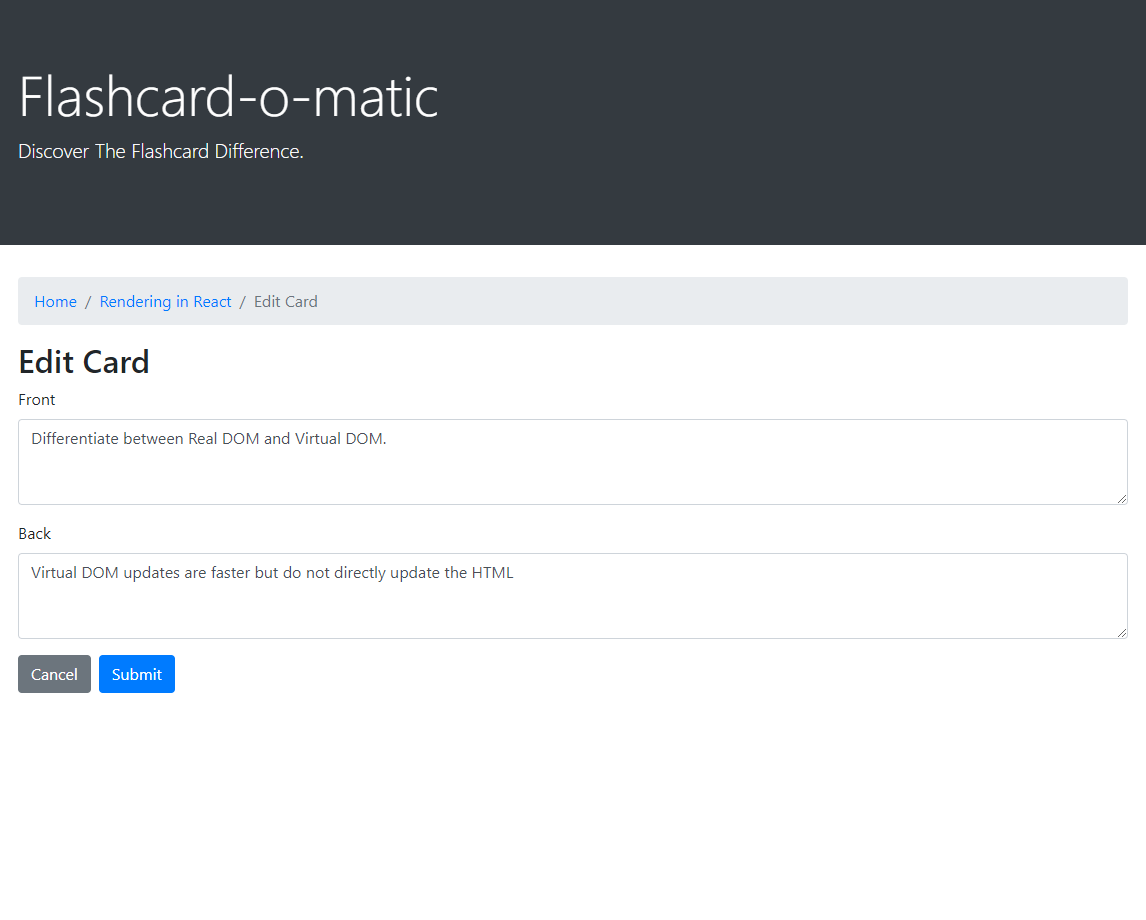 Flashcard-o-matic
Discover The Flashcard Difference.
Home / Rendering in React / Edit Card
Edit Card
Front
Differentiate between Real DOM and Virtual DOM.
Back
Virtual DOM updates are faster but do not directly update the HTML
Cancel Submit